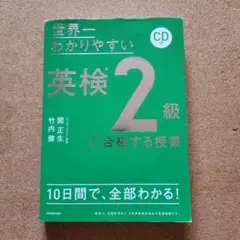 世界一
わかりやすい
CD
英検®2級
に合格する授業
関 正生
竹内 健
10日間で、全部わかる!